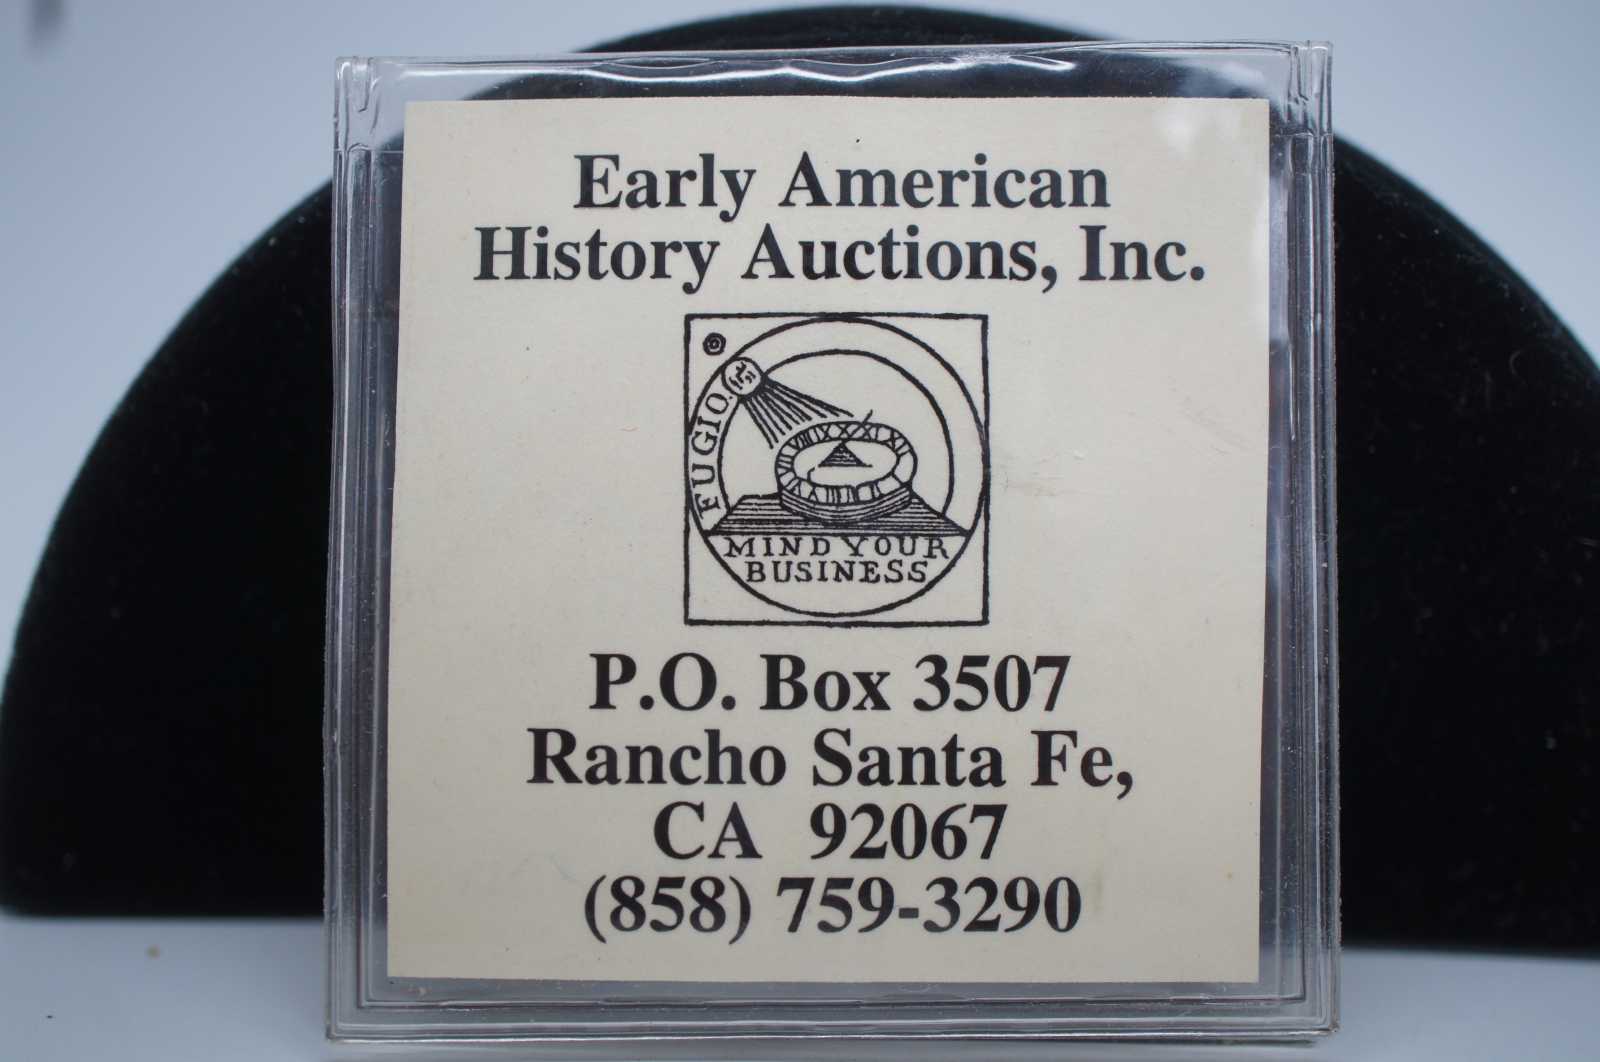 Early American
History Auctions, Inc.
FUGIO
MIND YOUR
BUSINESS
P.O. Box 3507
Rancho Santa Fe,
CA 92067
(858) 759-3290